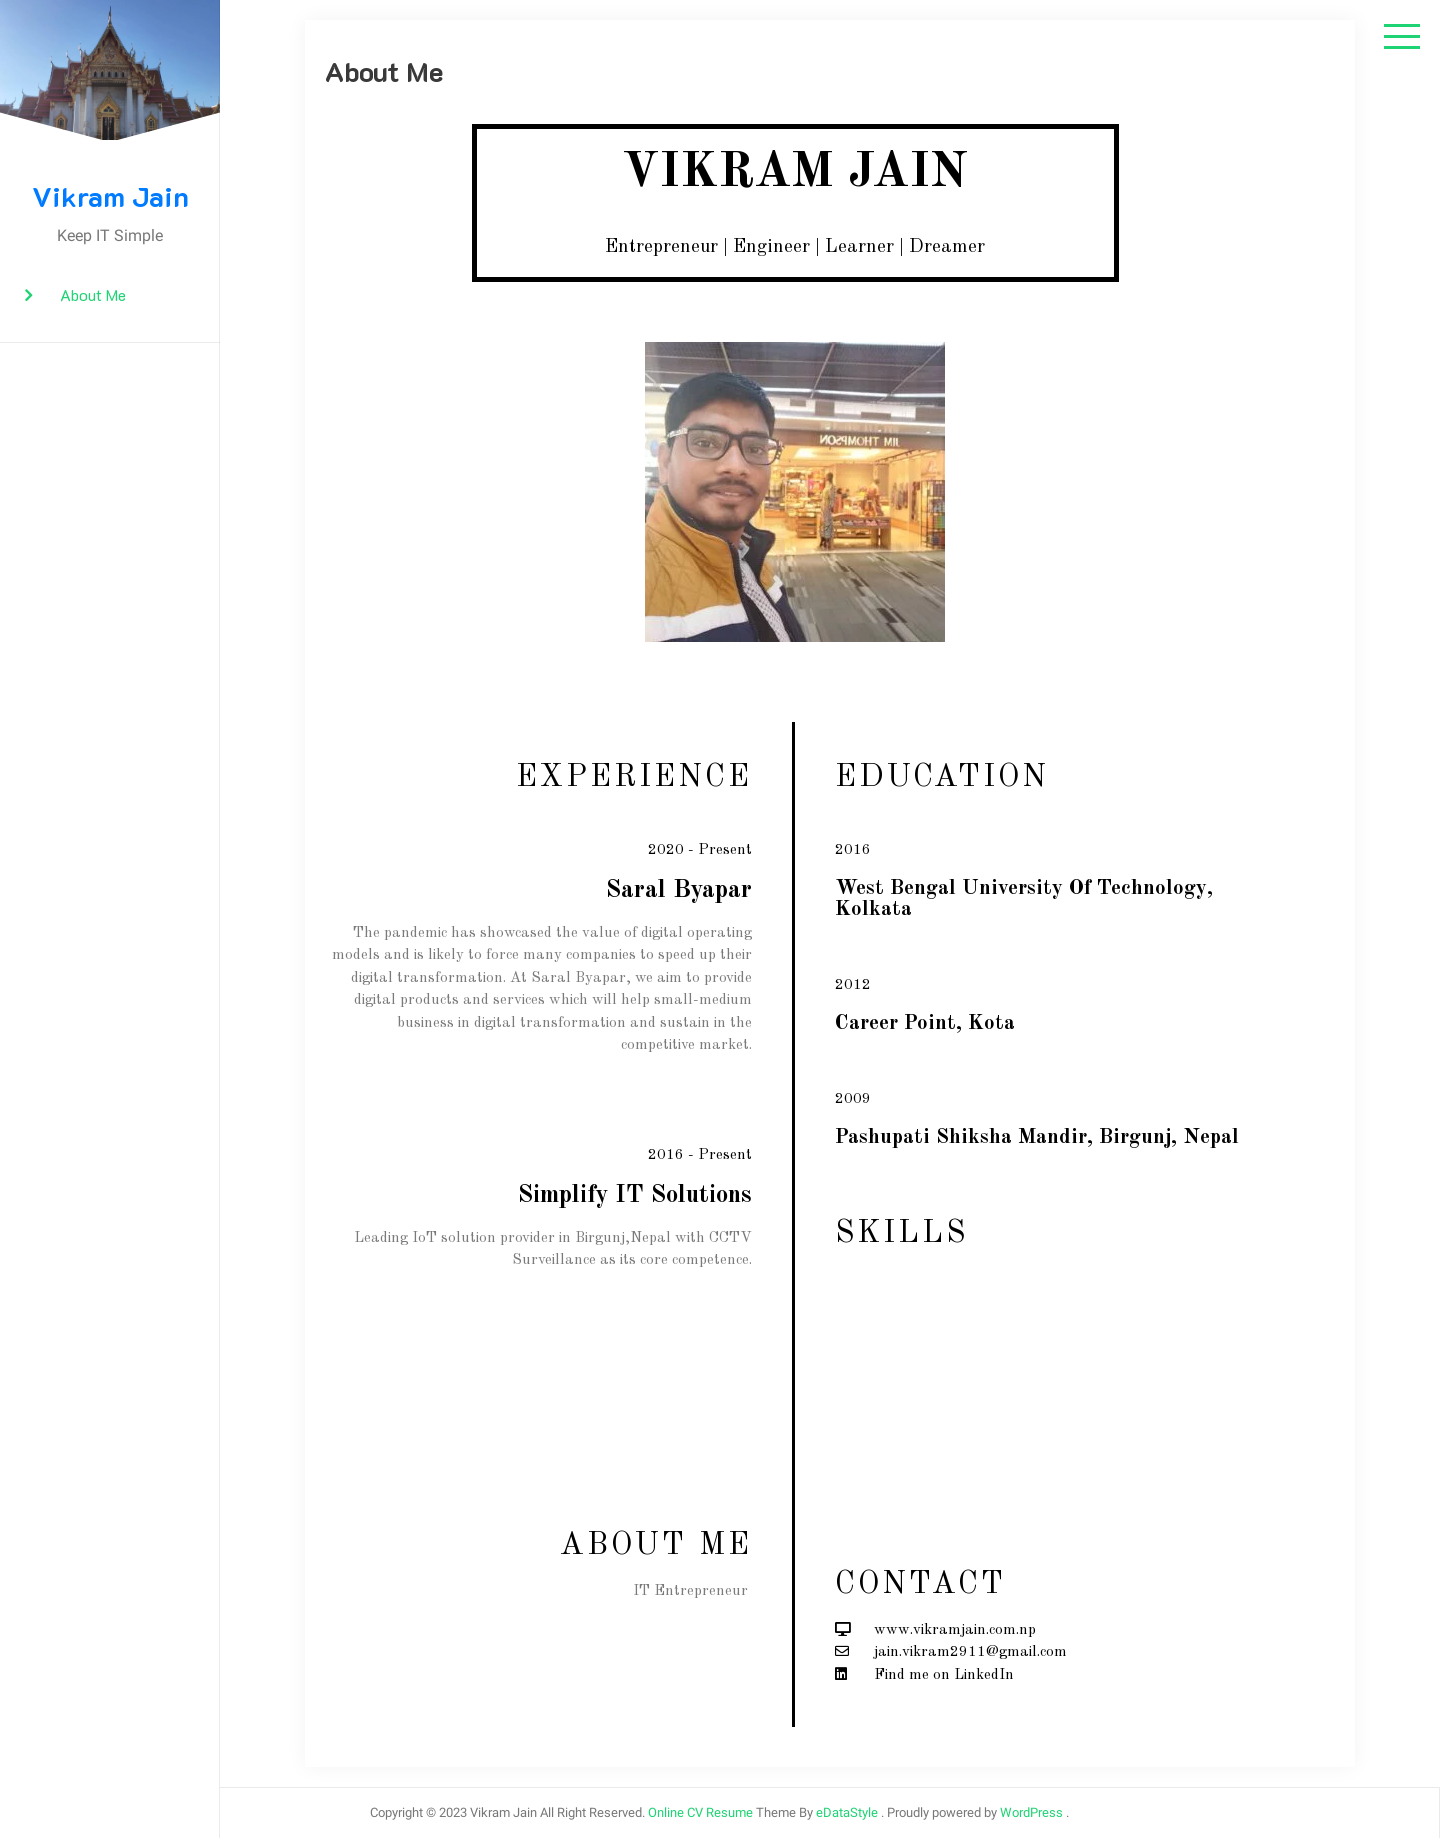 Vikram Jain
Keep IT Simple
About Me
About Me
VIKRAM JAIN
Entrepreneur | Engineer | Learner | Dreamer
JIM THOMPSON
EXPERIENCE
2020 - Present
Saral Byapar
The pandemic has showcased the value of digital operating
models and is likely to force many companies to speed up their
digital transformation. At Saral Byapar, we aim to provide
digital products and services which will help small-medium
business in digital transformation and sustain in the
competitive market.
2016 - Present
Simplify IT Solutions
Leading IoT solution provider in Birgunj,Nepal with CCTV
Surveillance as its core competence.
ABOUT ME
IT Entrepreneur
EDUCATION
2016
West Bengal University Of Technology,
Kolkata
2012
Career Point, Kota
2009
Pashupati Shiksha Mandir, Birgunj, Nepal
SKILLS
CONTACT
www.vikramjain.com.np
jain.vikram2911@gmail.com
Find me on LinkedIn
Copyright © 2023 Vikram Jain All Right Reserved. Online CV Resume Theme By eDataStyle . Proudly powered by WordPress .